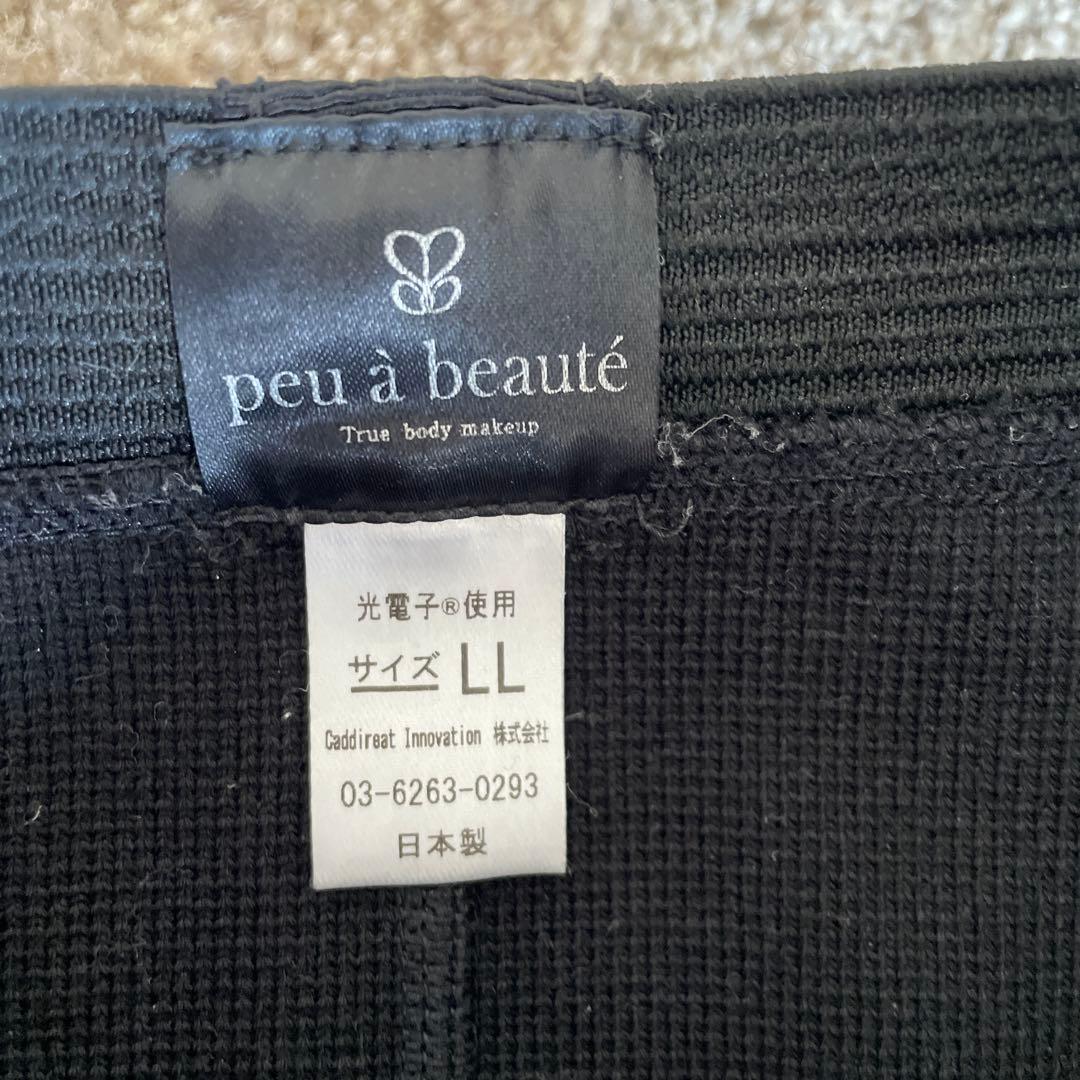 peu à beauté
True body makeup
光電子®使用
サイズ LL
Caddireat Innovation 株式会社
03-6263-0293
日本製